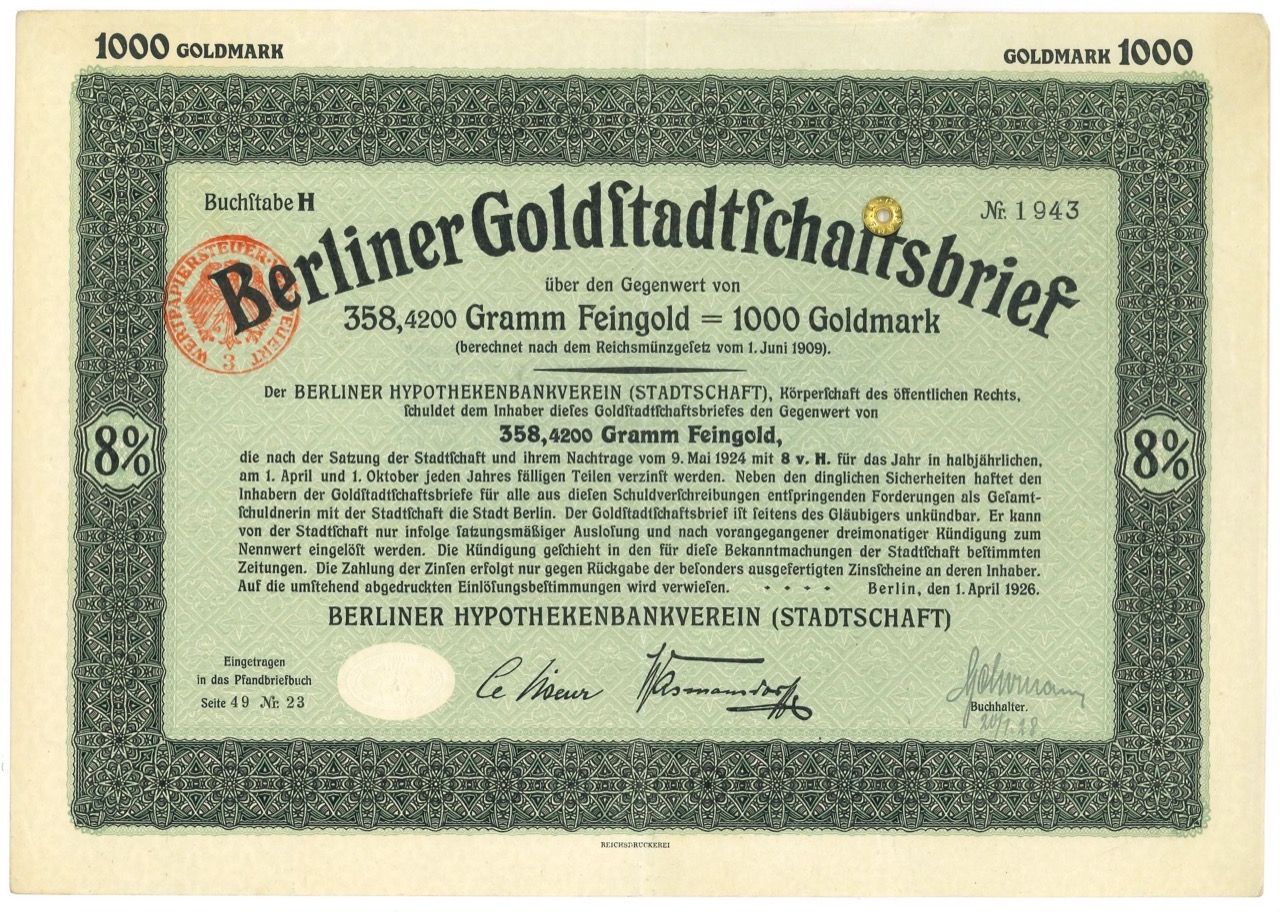 1000 GOLDMARK
GOLDMARK 1000
Buchſtabe H
Nr. 1943
Berliner Goldſtadtſchaftsbrief
WERTPAPIERSTEUER
3
über den Gegenwert von
358,4200 Gramm Feingold = 1000 Goldmark
(berechnet nach dem Reichsmünzgeſetz vom 1. Juni 1909).
Der BERLINER HYPOTHEKENBANKVEREIN (STADTSCHAFT), Körperſchaft des öffentlichen Rechts,
ſchuldet dem Inhaber dieſes Goldſtadtſchaftsbriefes den Gegenwert von
358,4200 Gramm Feingold,
8%
8%
die nach der Satzung der Stadtſchaft und ihrem Nachtrage vom 9. Mai 1924 mit 8 v. H. für das Jahr in halbjährlichen,
am 1. April und 1. Oktober jeden Jahres fälligen Teilen verzinſt werden. Neben den dinglichen Sicherheiten haftet den
Inhabern der Goldſtadtſchaftsbriefe für alle aus dieſen Schuldverſchreibungen entſpringenden Forderungen als Geſamt-
ſchuldnerin mit der Stadtſchaft die Stadt Berlin. Der Goldſtadtſchaftsbrief iſt ſeitens des Gläubigers unkündbar. Er kann
von der Stadtſchaft nur infolge ſatzungsmäßiger Ausloſung und nach vorangegangener dreimonatiger Kündigung zum
Nennwert eingelöſt werden. Die Kündigung geſchieht in den für dieſe Bekanntmachungen der Stadtſchaft beſtimmten
Zeitungen. Die Zahlung der Zinſen erfolgt nur gegen Rückgabe der beſonders ausgefertigten Zinsſcheine an deren Inhaber.
Auf die umſtehend abgedruckten Einlöſungsbeſtimmungen wird verwieſen. · · · · Berlin, den 1. April 1926.
BERLINER HYPOTHEKENBANKVEREIN (STADTSCHAFT)
Eingetragen
in das Pfandbriefbuch
Seite 49 Nr. 23
Le Viseur
Wasmansdorff
Buchhalter.
20/1. 28
REICHSDRUCKEREI